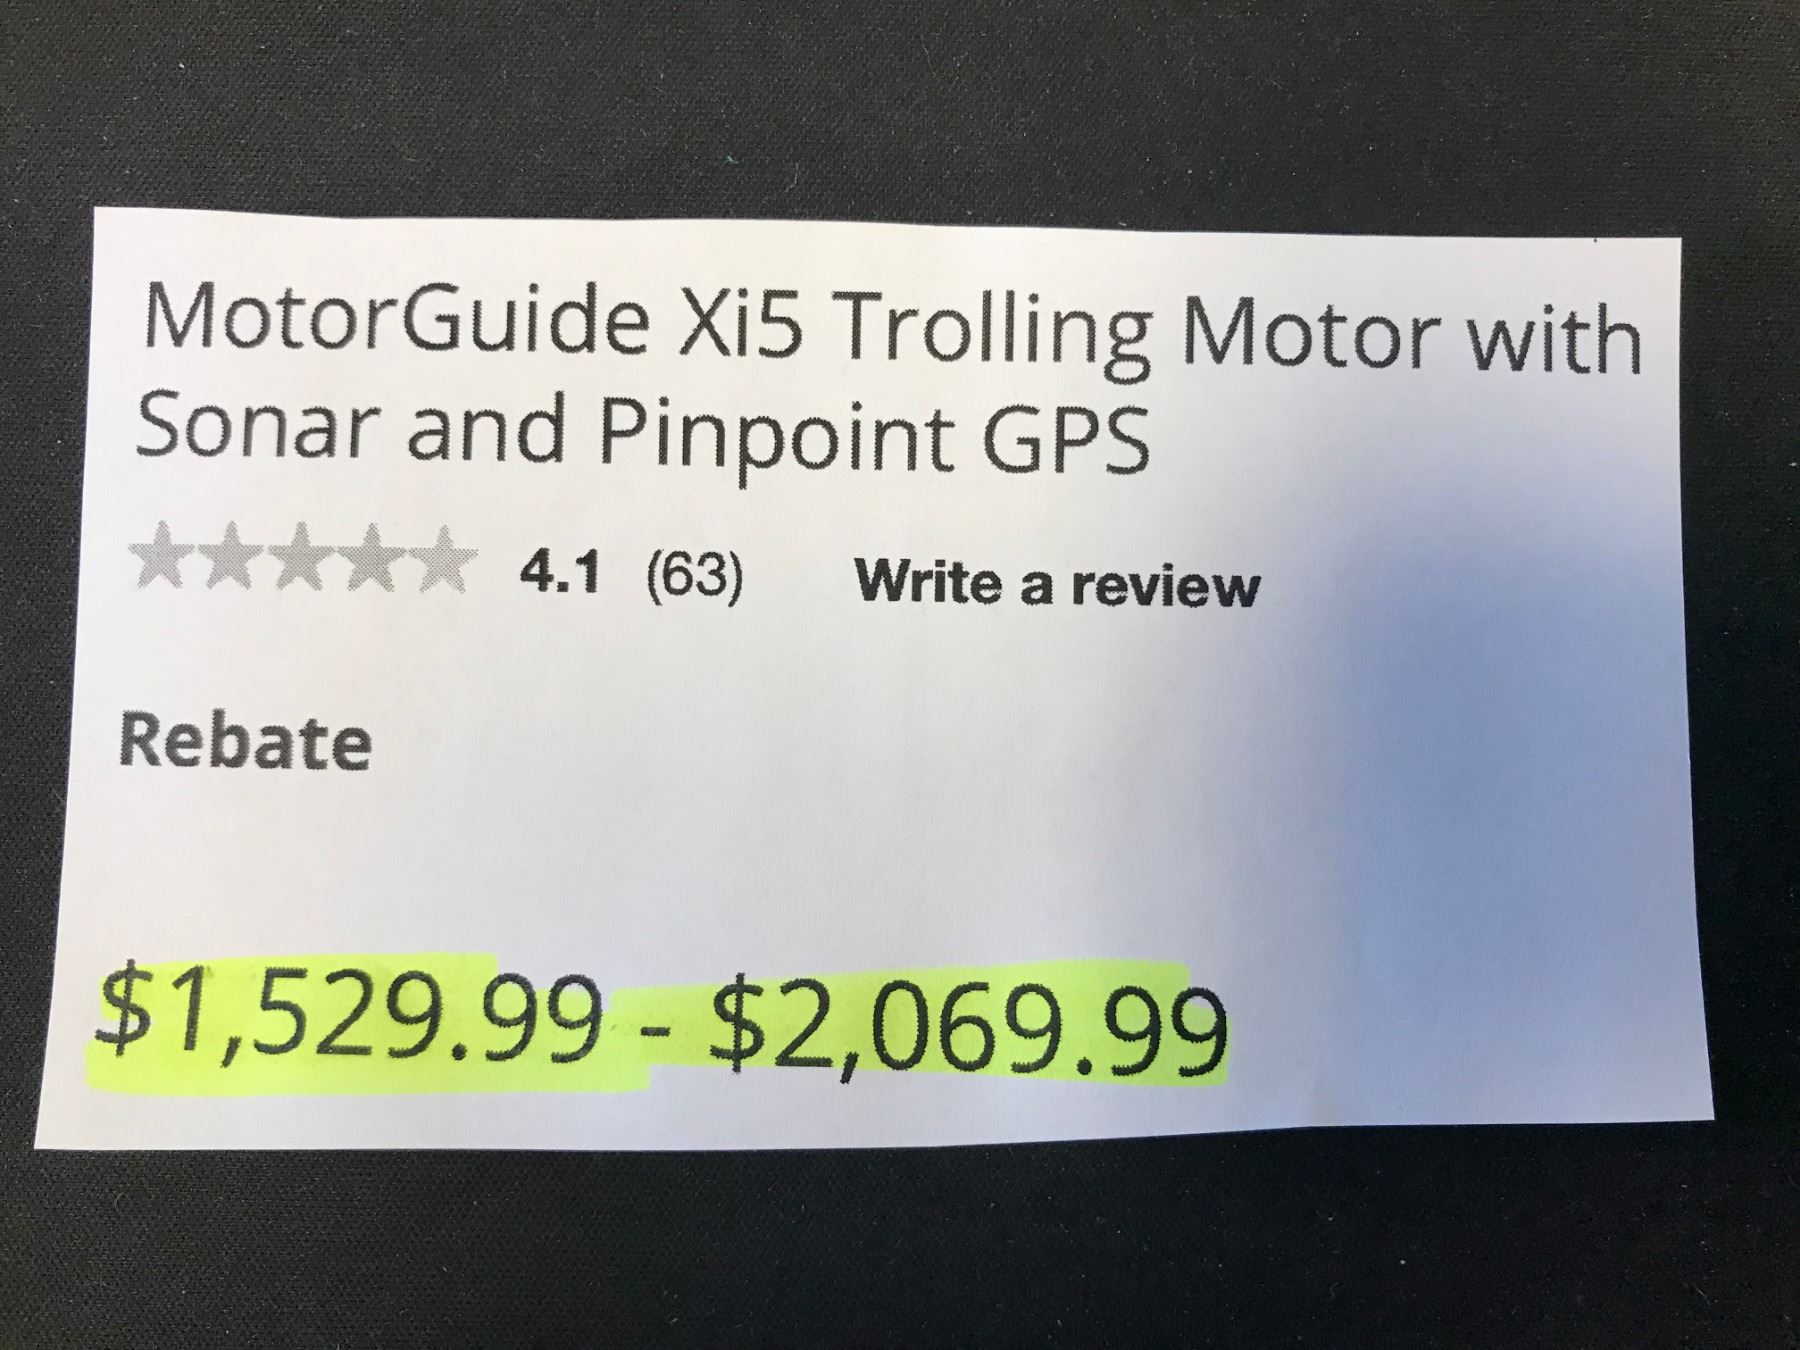 MotorGuide Xi5 Trolling Motor with
Sonar and Pinpoint GPS
4.1 (63) Write a review
Rebate
$1,529.99 - $2,069.99